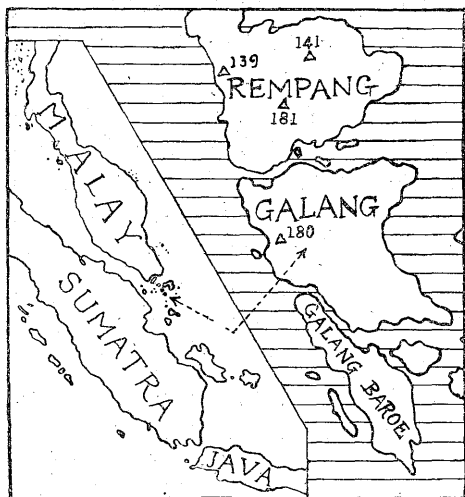 141
139
REMPANG
181
MALAY
GALANG
180
SUMATRA
GALANG BAROE
JAVA